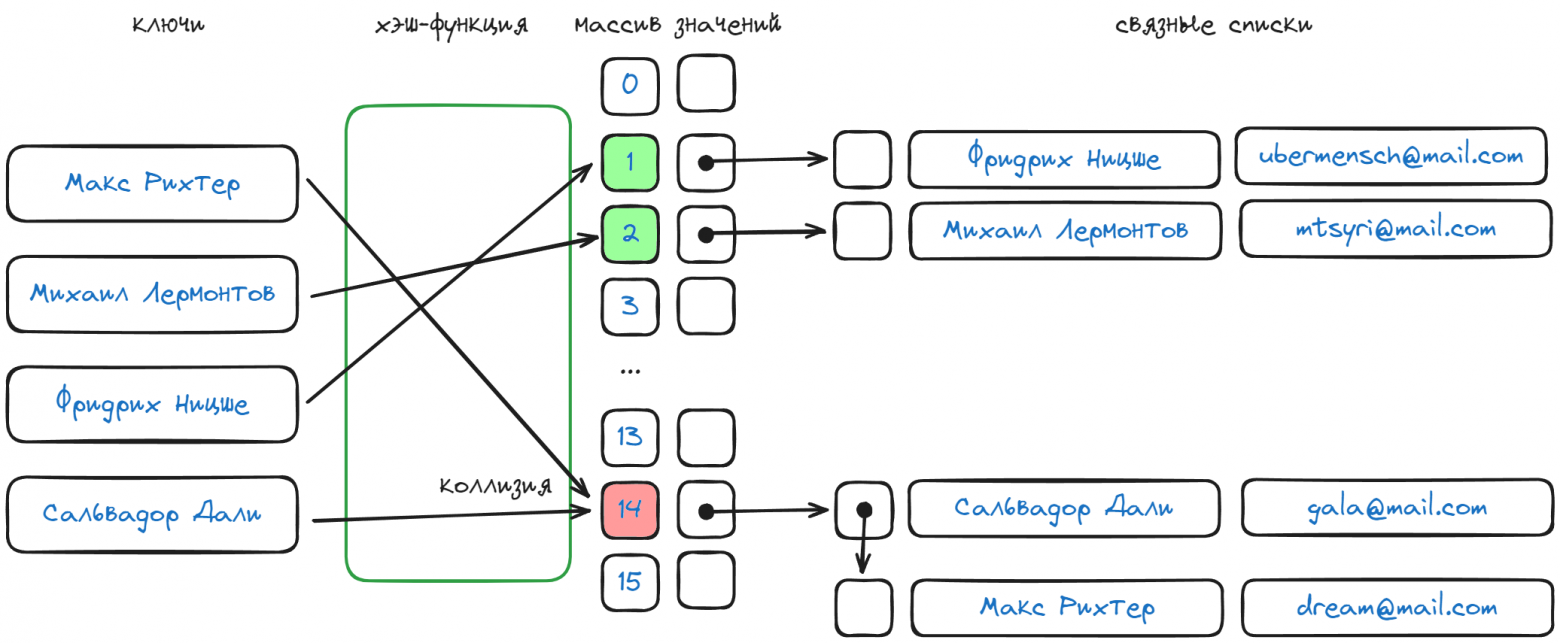 ключи
хэш-функция
массив значений
связные списки
0
1
Фридрих Ницше
ubermensch@mail.com
Макс Рихтер
2
Михаил Лермонтов
mtsyri@mail.com
Михаил Лермонтов
3
...
Фридрих Ницше
13
коллизия
Сальвадор Дали
14
Сальвадор Дали
gala@mail.com
15
Макс Рихтер
dream@mail.com